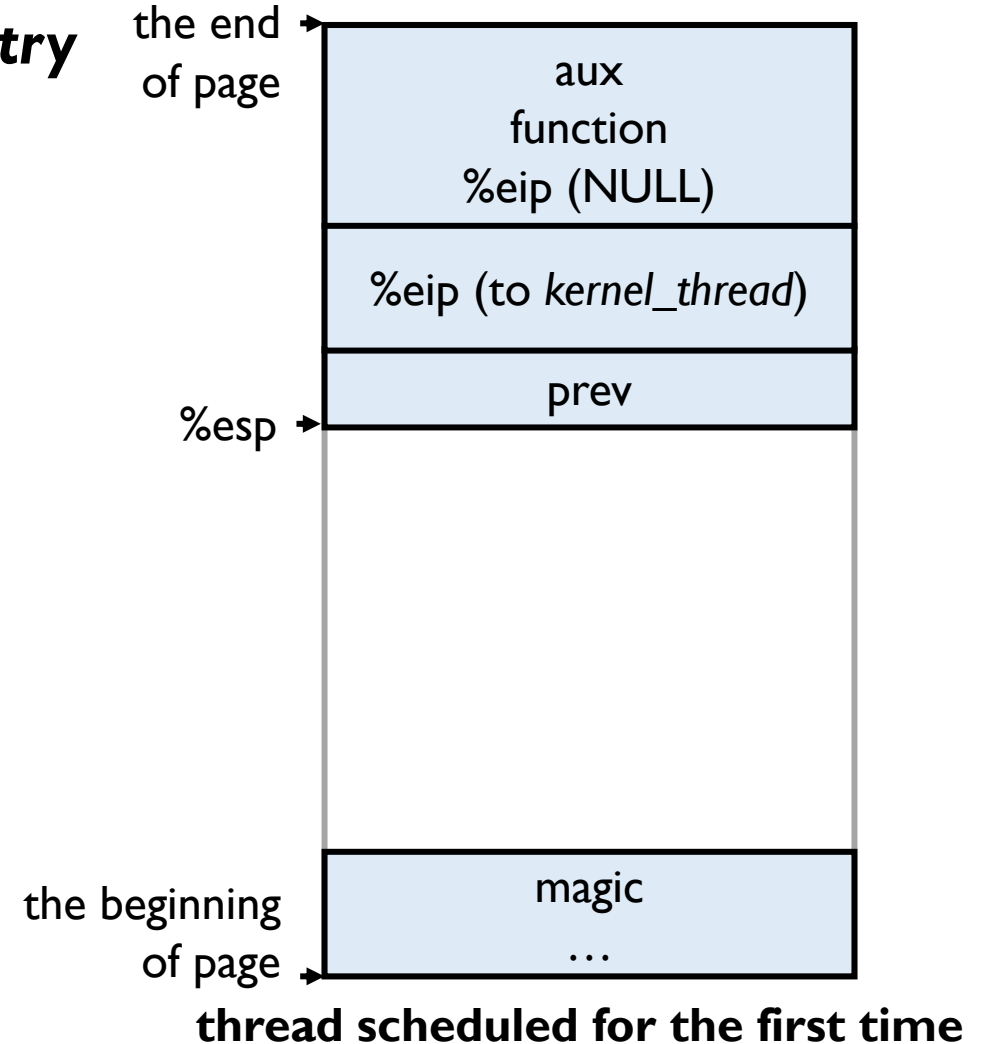 try
the end
of page
aux
function
%eip (NULL)
%eip (to kernel_thread)
prev
%esp
magic
…
the beginning
of page
thread scheduled for the first time